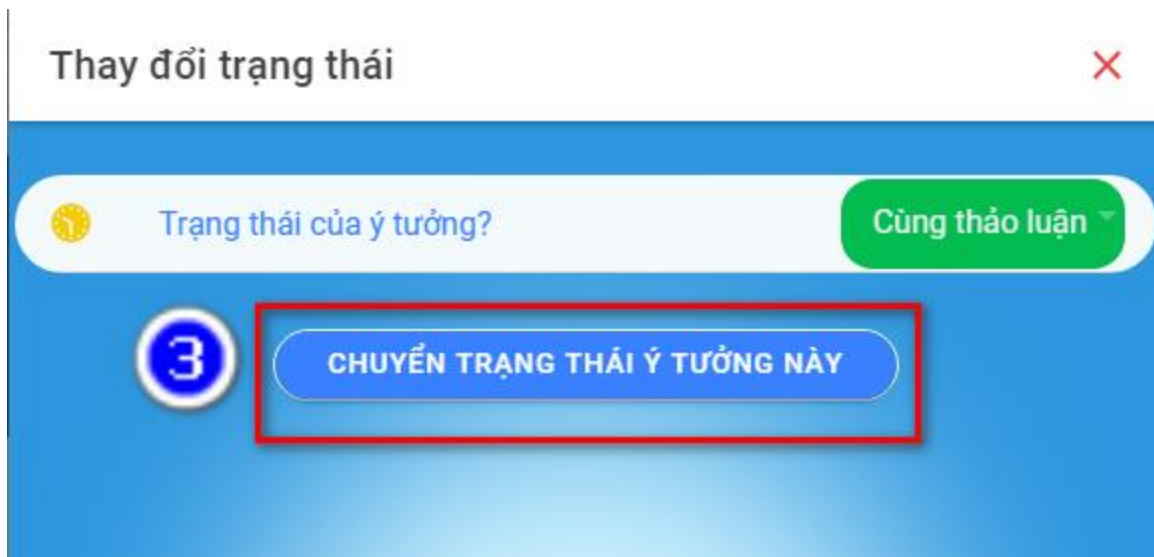 Thay đổi trạng thái
Trạng thái của ý tưởng?
Cùng thảo luận
3
CHUYỂN TRẠNG THÁI Ý TƯỞNG NÀY